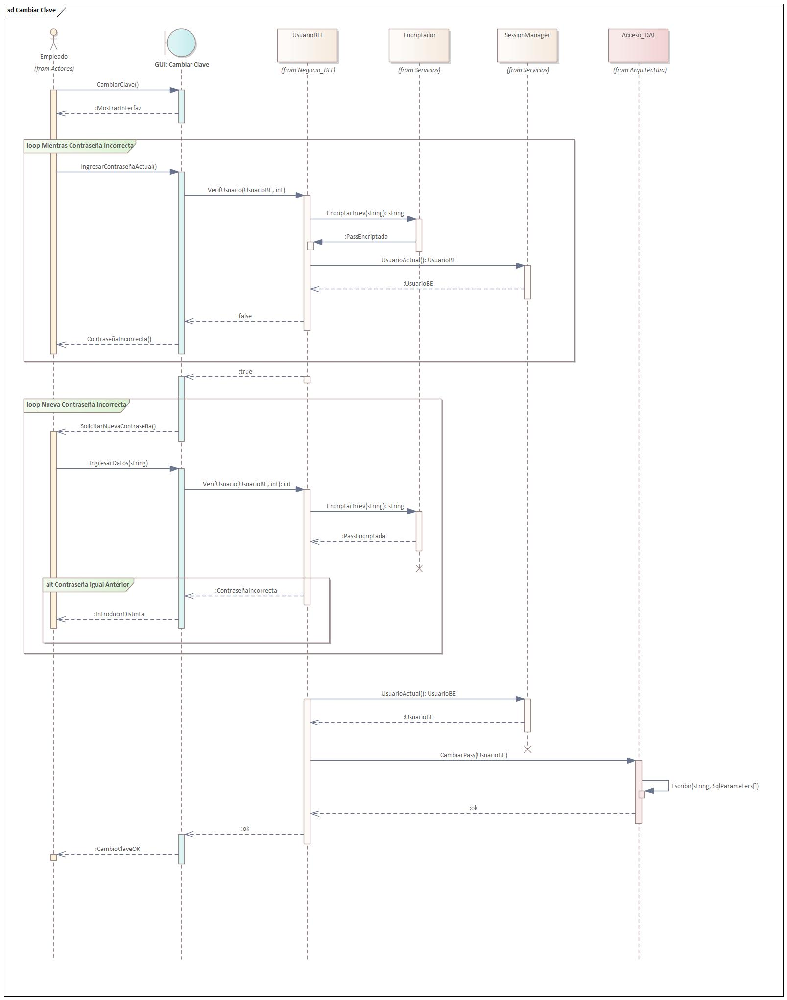 sd Cambiar Clave
Empleado
(from Actores)
GUI: Cambiar Clave
UsuarioBLL
(from Negocio_BLL)
Encriptador
(from Servicios)
SessionManager
(from Servicios)
Acceso_DAL
(from Arquitectura)
CambiarClave()
:MostrarInterfaz
loop Mientras Contraseña Incorrecta
IngresarContraseñaActual()
VerifUsuario(UsuarioBE, int)
EncriptarIrrev(string): string
:PassEncriptada
UsuarioActual(): UsuarioBE
:UsuarioBE
:false
ContraseñaIncorrecta()
:true
loop Nueva Contraseña Incorrecta
SolicitarNuevaContraseña()
IngresarDatos(string)
VerifUsuario(UsuarioBE, int): int
EncriptarIrrev(string): string
:PassEncriptada
alt Contraseña Igual Anterior
:ContraseñaIncorrecta
:IntroducirDistinta
UsuarioActual(): UsuarioBE
:UsuarioBE
CambiarPass(UsuarioBE)
Escribir(string, SqlParameters[])
:ok
:ok
:CambioClaveOK